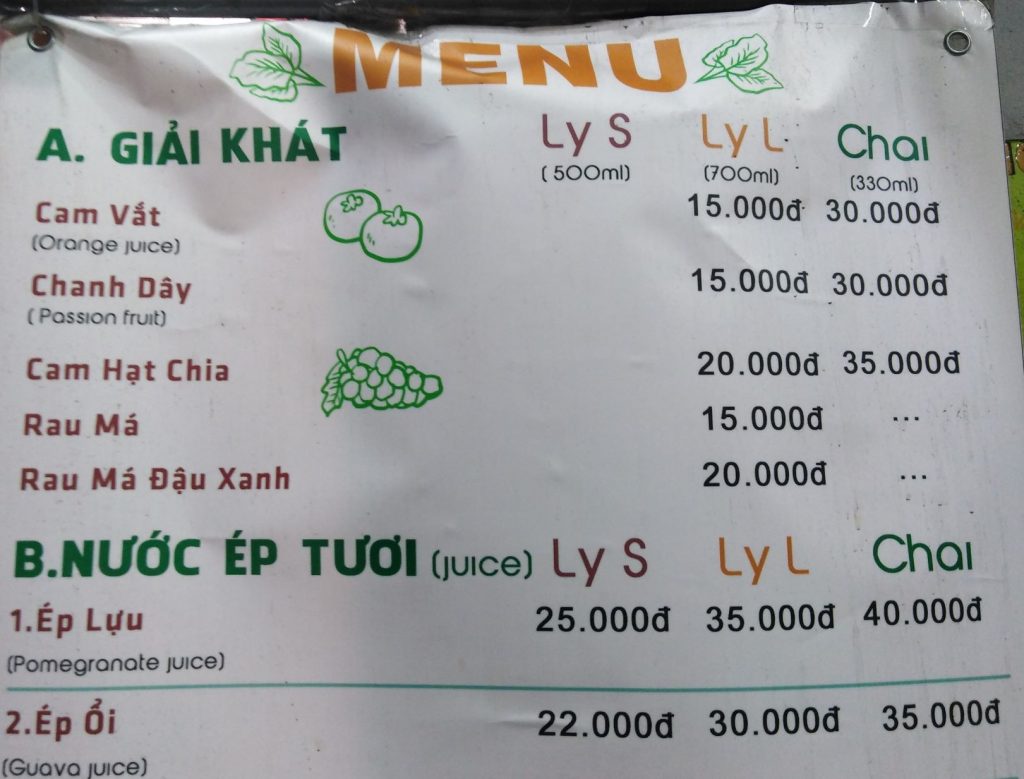 MENU
A. GIẢI KHÁT Ly S Ly L Chai
(500ml) (700ml) (330ml)
Cam Vắt 15.000đ 30.000đ
(Orange juice)
Chanh Dây 15.000đ 30.000đ
(Passion fruit)
Cam Hạt Chia 20.000đ 35.000đ
Rau Má 15.000đ ...
Rau Má Đậu Xanh 20.000đ ...
B.NƯỚC ÉP TƯƠI (juice) Ly S Ly L Chai
1.Ép Lựu 25.000đ 35.000đ 40.000đ
(Pomegranate juice)
2.Ép Ổi 22.000đ 30.000đ 35.000đ
(Guava juice)